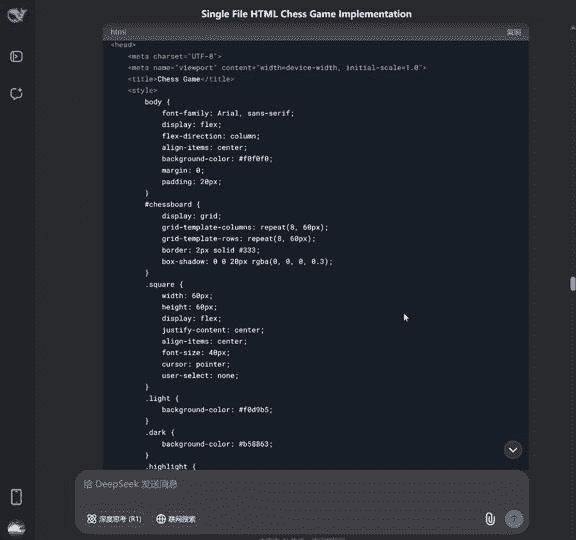 Single File HTML Chess Game Implementation
html 复制
<head>
<meta charset="UTF-8">
<meta name="viewport" content="width=device-width, initial-scale=1.0">
<title>Chess Game</title>
<style>
body {
font-family: Arial, sans-serif;
display: flex;
flex-direction: column;
align-items: center;
background-color: #f0f0f0;
margin: 0;
padding: 20px;
}
#chessboard {
display: grid;
grid-template-columns: repeat(8, 60px);
grid-template-rows: repeat(8, 60px);
border: 2px solid #333;
box-shadow: 0 0 20px rgba(0, 0, 0, 0.3);
}
.square {
width: 60px;
height: 60px;
display: flex;
justify-content: center;
align-items: center;
font-size: 40px;
cursor: pointer;
user-select: none;
}
.light {
background-color: #f0d9b5;
}
.dark {
background-color: #b58863;
}
.highlight {
给 DeepSeek 发送消息
深度思考 (R1) 联网搜索